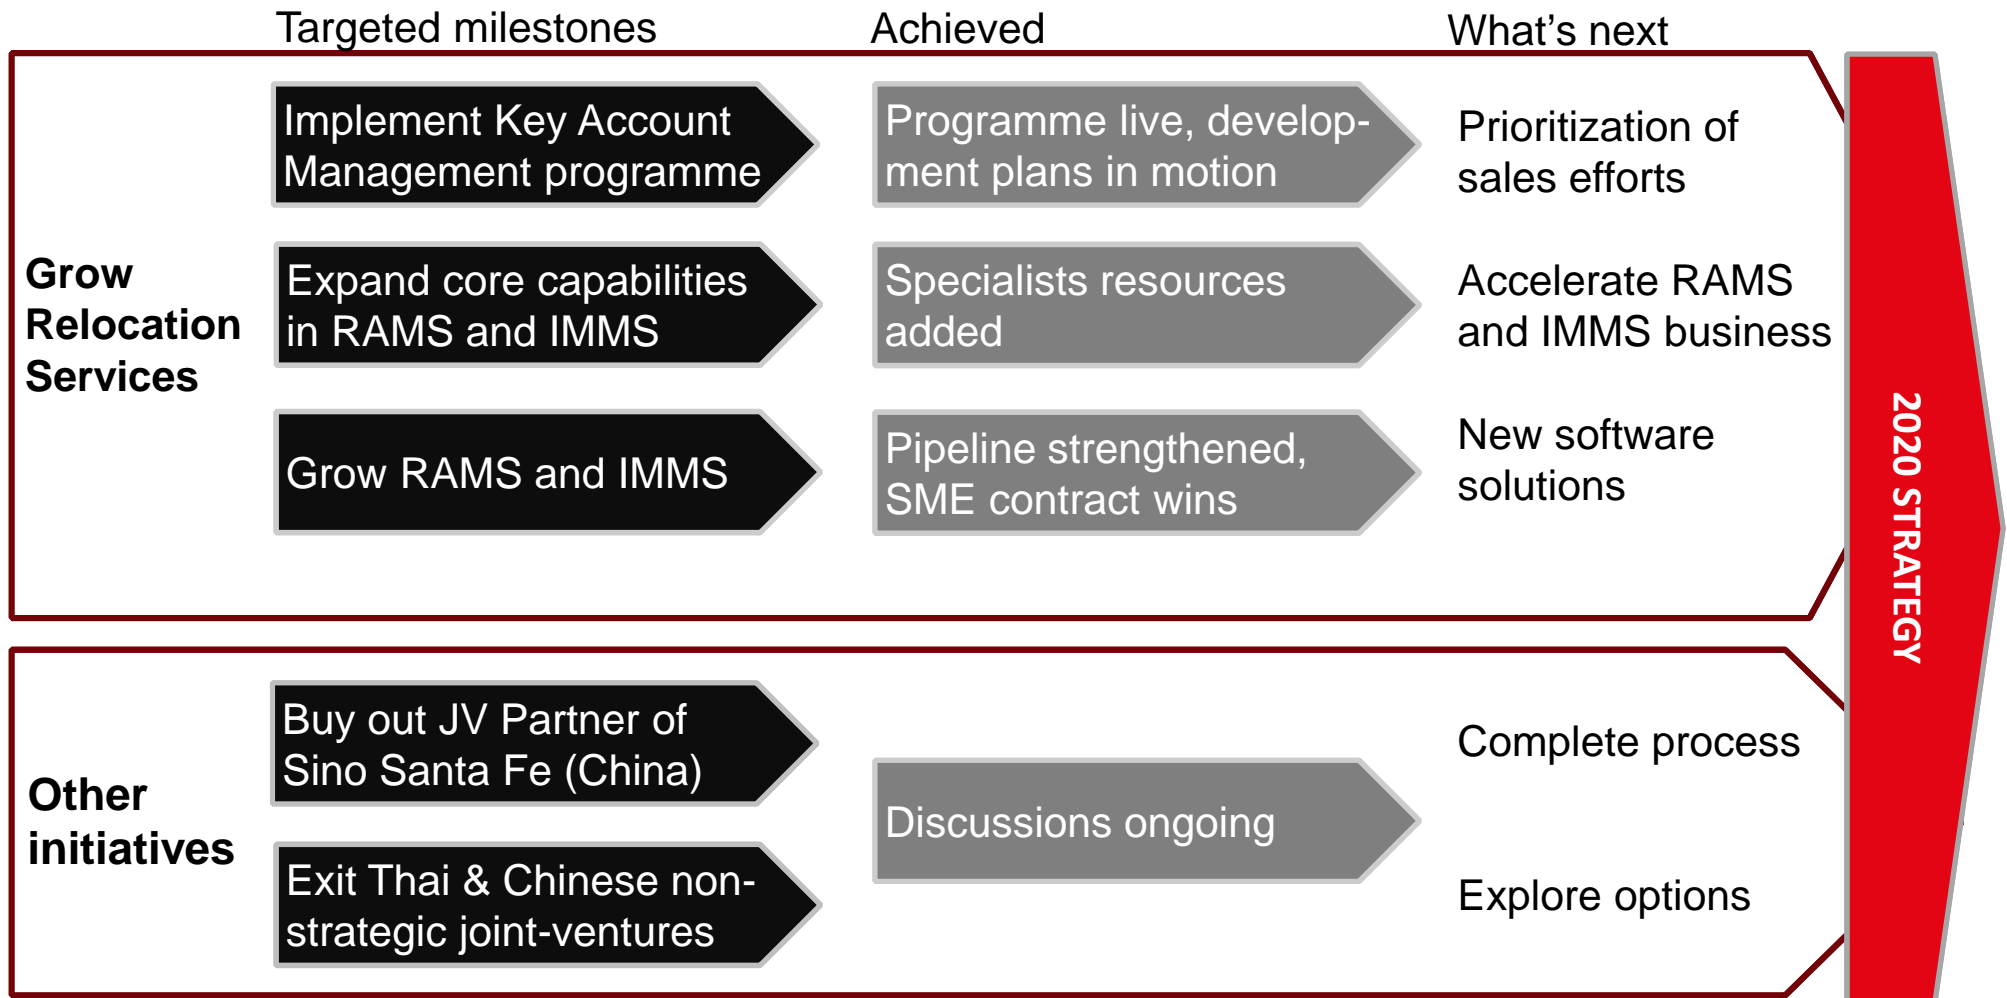 Targeted milestones
Achieved
What's next
Grow
Relocation
Services
Implement Key Account
Management programme
Programme live, develop-
ment plans in motion
Prioritization of
sales efforts
Expand core capabilities
in RAMS and IMMS
Specialists resources
added
Accelerate RAMS
and IMMS business
Grow RAMS and IMMS
Pipeline strengthened,
SME contract wins
New software
solutions
Other
initiatives
Buy out JV Partner of
Sino Santa Fe (China)
Discussions ongoing
Complete process
Exit Thai & Chinese non-
strategic joint-ventures
Explore options
2020 STRATEGY